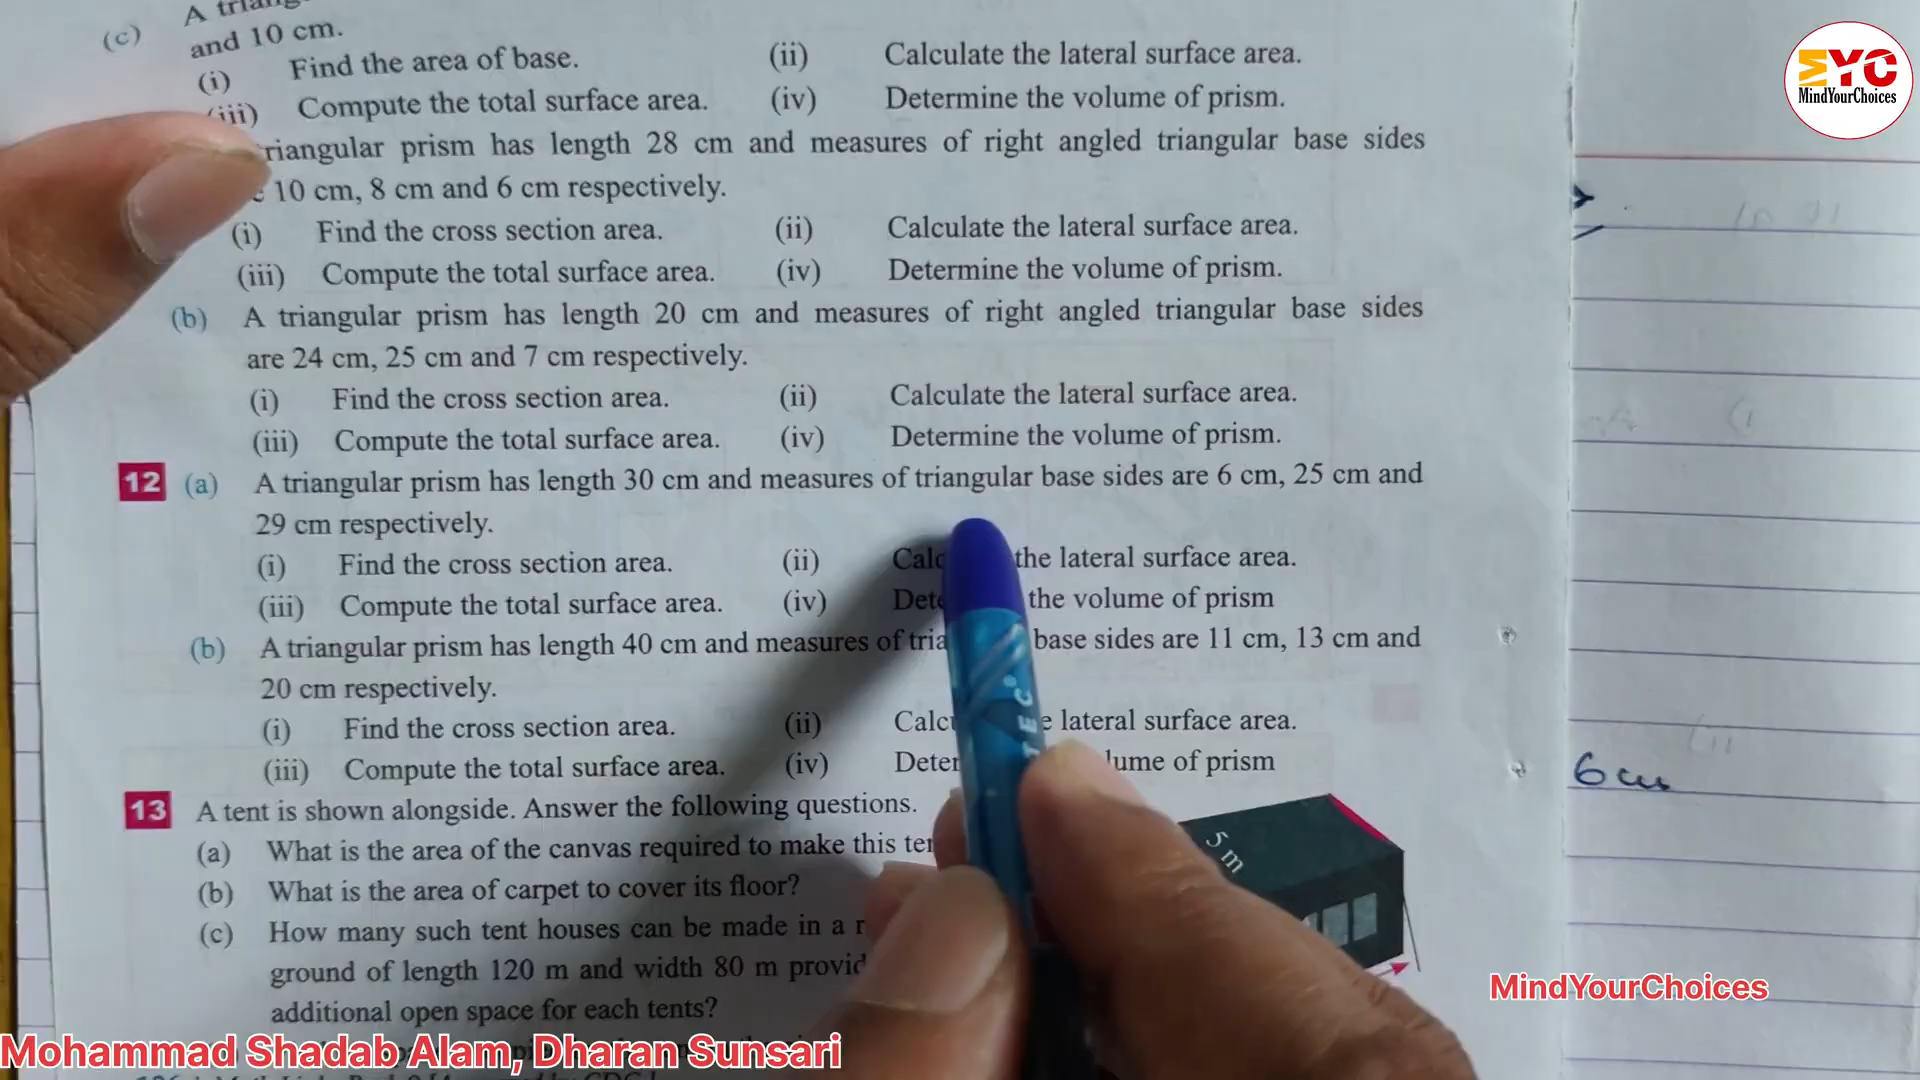 (c) A
and 10 cm.
(i) Find the area of base. (ii) Calculate the lateral surface area.
(iii) Compute the total surface area. (iv) Determine the volume of prism.
riangular prism has length 28 cm and measures of right angled triangular base sides
10 cm, 8 cm and 6 cm respectively.
(i) Find the cross section area. (ii) Calculate the lateral surface area.
(iii) Compute the total surface area. (iv) Determine the volume of prism.
(b) A triangular prism has length 20 cm and measures of right angled triangular base sides
are 24 cm, 25 cm and 7 cm respectively.
(i) Find the cross section area. (ii) Calculate the lateral surface area.
(iii) Compute the total surface area. (iv) Determine the volume of prism.
12 (a) A triangular prism has length 30 cm and measures of triangular base sides are 6 cm, 25 cm and
29 cm respectively.
(i) Find the cross section area. (ii) Calc the lateral surface area.
(iii) Compute the total surface area. (iv) Dete the volume of prism
(b) A triangular prism has length 40 cm and measures of tria base sides are 11 cm, 13 cm and
20 cm respectively.
(i) Find the cross section area. (ii) Calcu e lateral surface area.
(iii) Compute the total surface area. (iv) Deter lume of prism
13 A tent is shown alongside. Answer the following questions.
(a) What is the area of the canvas required to make this ten
(b) What is the area of carpet to cover its floor?
(c) How many such tent houses can be made in a r
ground of length 120 m and width 80 m provid
additional open space for each tents?
5 m
6 cm
TEC
MYC
MindYourChoices
MindYourChoices
Mohammad Shadab Alam, Dharan Sunsari